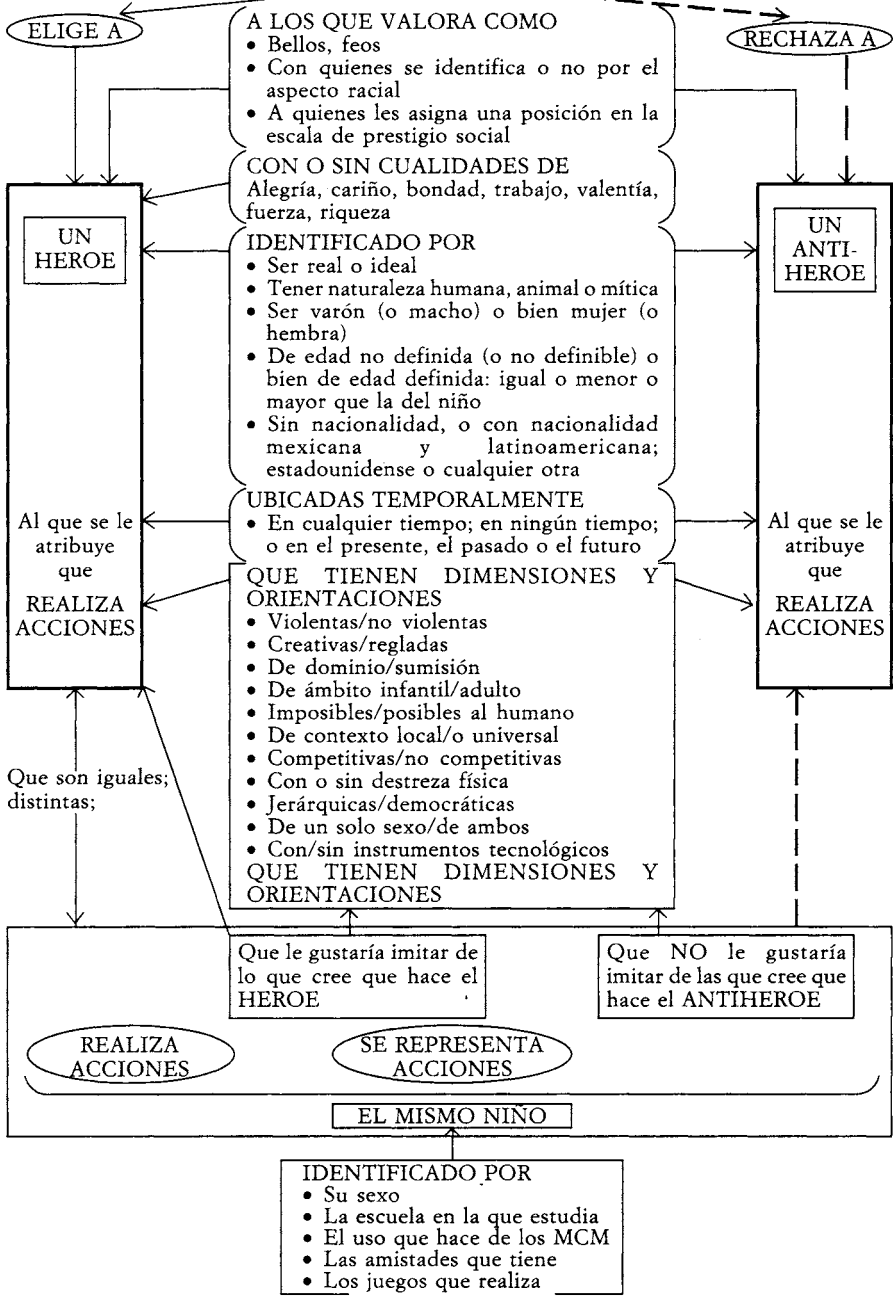 ELIGE A
A LOS QUE VALORA COMO
• Bellos, feos
• Con quienes se identifica o no por el
aspecto racial
• A quienes les asigna una posición en la
escala de prestigio social
RECHAZA A
CON O SIN CUALIDADES DE
Alegría, cariño, bondad, trabajo, valentía,
fuerza, riqueza
UN
HEROE
IDENTIFICADO POR
• Ser real o ideal
• Tener naturaleza humana, animal o mítica
• Ser varón (o macho) o bien mujer (o
hembra)
• De edad no definida (o no definible) o
bien de edad definida: igual o menor o
mayor que la del niño
• Sin nacionalidad, o con nacionalidad
mexicana y latinoamericana;
estadounidense o cualquier otra
UN
ANTI-
HEROE
UBICADAS TEMPORALMENTE
• En cualquier tiempo; en ningún tiempo;
o en el presente, el pasado o el futuro
Al que se le
atribuye
que
REALIZA
ACCIONES
QUE TIENEN DIMENSIONES Y
ORIENTACIONES
• Violentas/no violentas
• Creativas/regladas
• De dominio/sumisión
• De ámbito infantil/adulto
• Imposibles/posibles al humano
• De contexto local/o universal
• Competitivas/no competitivas
• Con o sin destreza física
• Jerárquicas/democráticas
• De un solo sexo/de ambos
• Con/sin instrumentos tecnológicos
QUE TIENEN DIMENSIONES Y
ORIENTACIONES
Al que se le
atribuye
que
REALIZA
ACCIONES
Que son iguales;
distintas;
Que le gustaría imitar de
lo que cree que hace el
HEROE
Que NO le gustaría
imitar de las que cree que
hace el ANTIHEROE
REALIZA
ACCIONES
SE REPRESENTA
ACCIONES
EL MISMO NIÑO
IDENTIFICADO POR
• Su sexo
• La escuela en la que estudia
• El uso que hace de los MCM
• Las amistades que tiene
• Los juegos que realiza